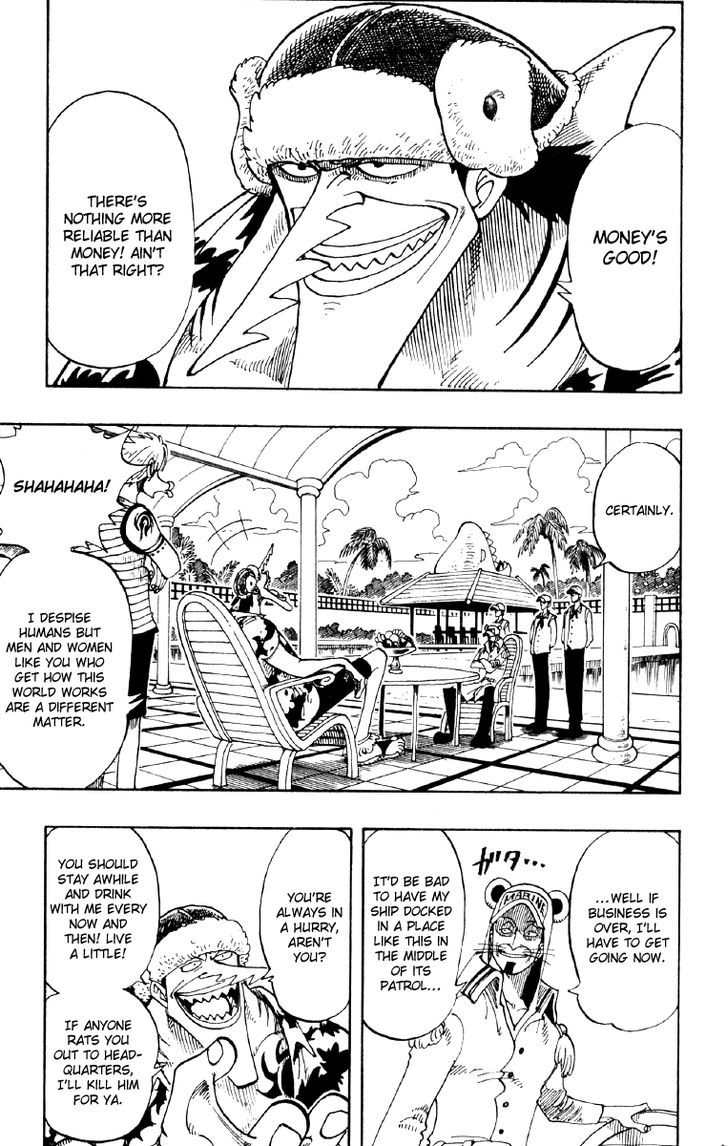 MONEY'S
GOOD!
THERE'S
NOTHING MORE
RELIABLE THAN
MONEY! AIN'T
THAT RIGHT?
CERTAINLY.
SHAHAHAHA!
I DESPISE
HUMANS BUT
MEN AND WOMEN
LIKE YOU WHO
GET HOW THIS
WORLD WORKS
ARE A DIFFERENT
MATTER.
ガタ...
MARINE
...WELL IF
BUSINESS IS
OVER, I'LL
HAVE TO GET
GOING NOW.
IT'D BE BAD
TO HAVE MY
SHIP DOCKED
IN A PLACE
LIKE THIS IN
THE MIDDLE
OF ITS
PATROL...
YOU'RE
ALWAYS IN
A HURRY,
AREN'T
YOU?
YOU SHOULD
STAY AWHILE
AND DRINK
WITH ME EVERY
NOW AND
THEN! LIVE
A LITTLE!
IF ANYONE
RATS YOU
OUT TO HEAD-
QUARTERS,
I'LL KILL HIM
FOR YA.